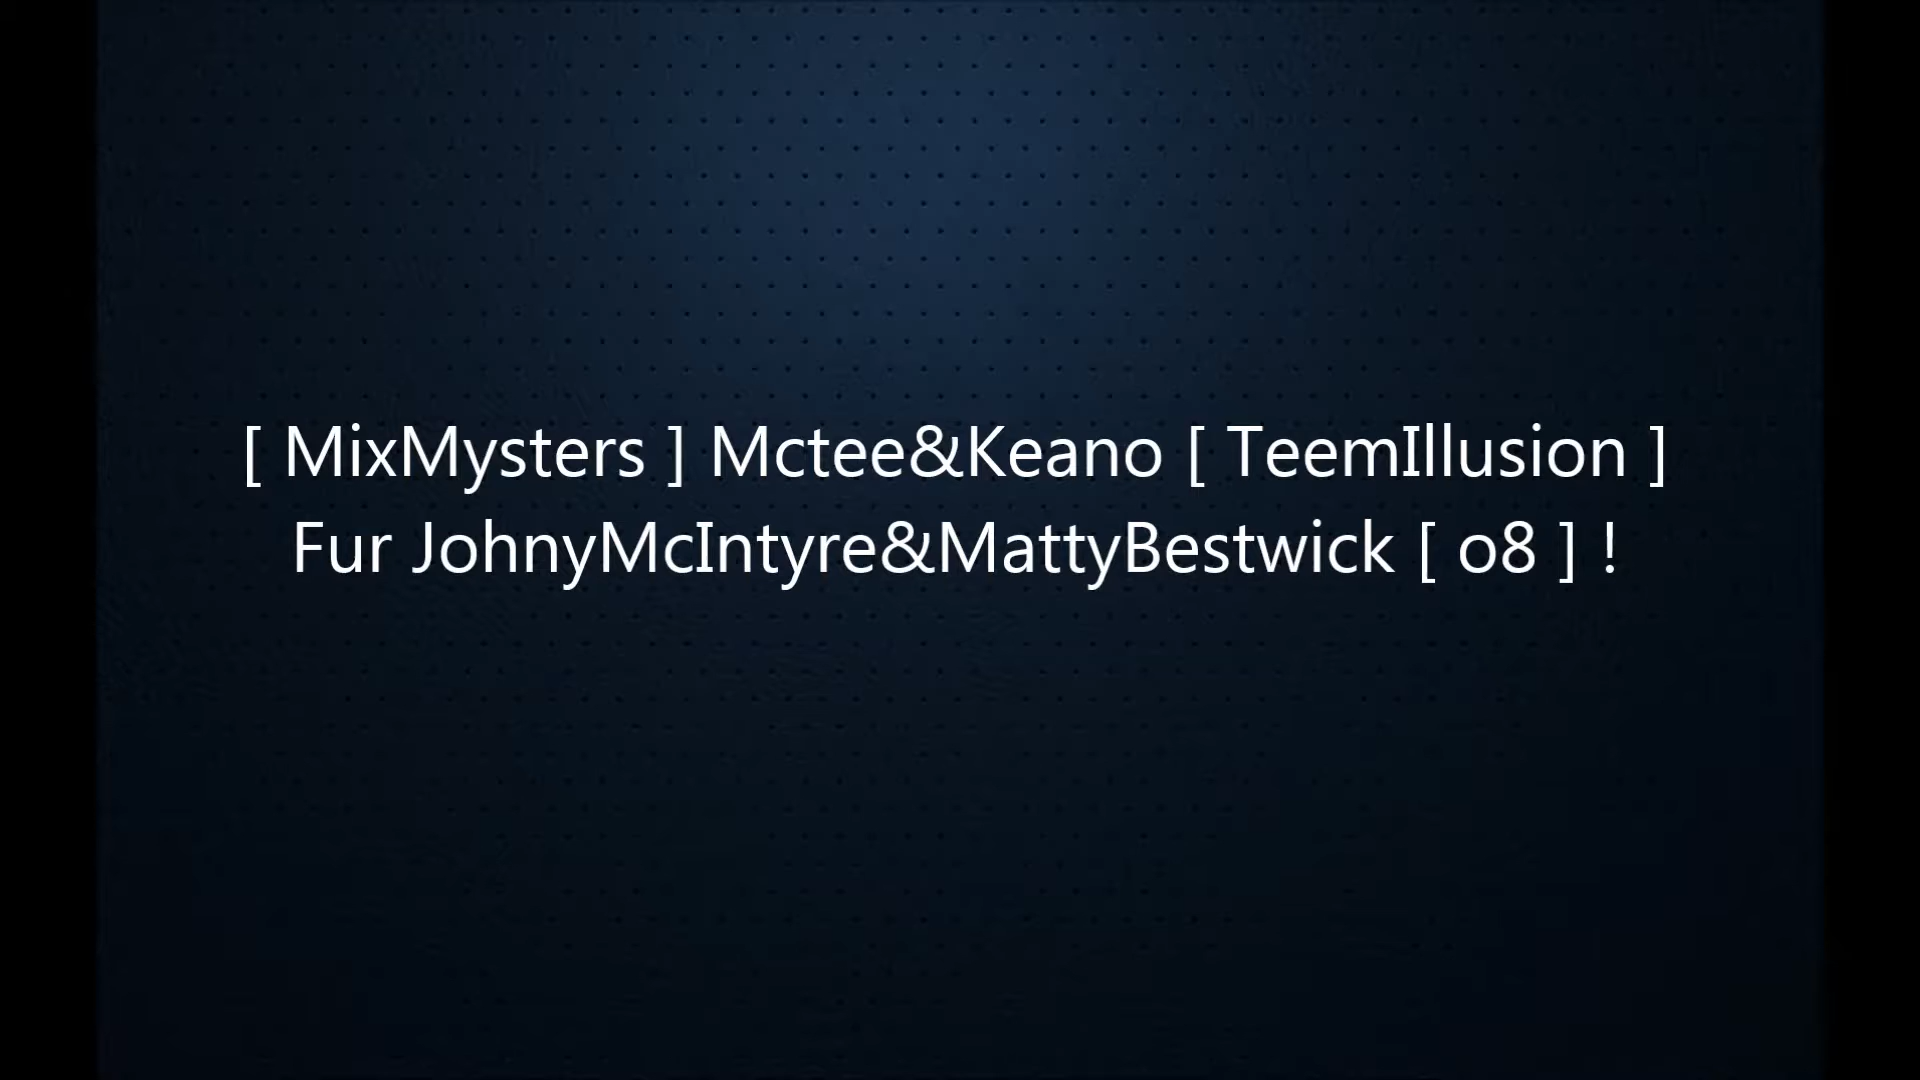 [ MixMysters ] Mctee&Keano [ TeemIllusion ]
Fur JohnyMcIntyre&MattyBestwick [ o8 ] !